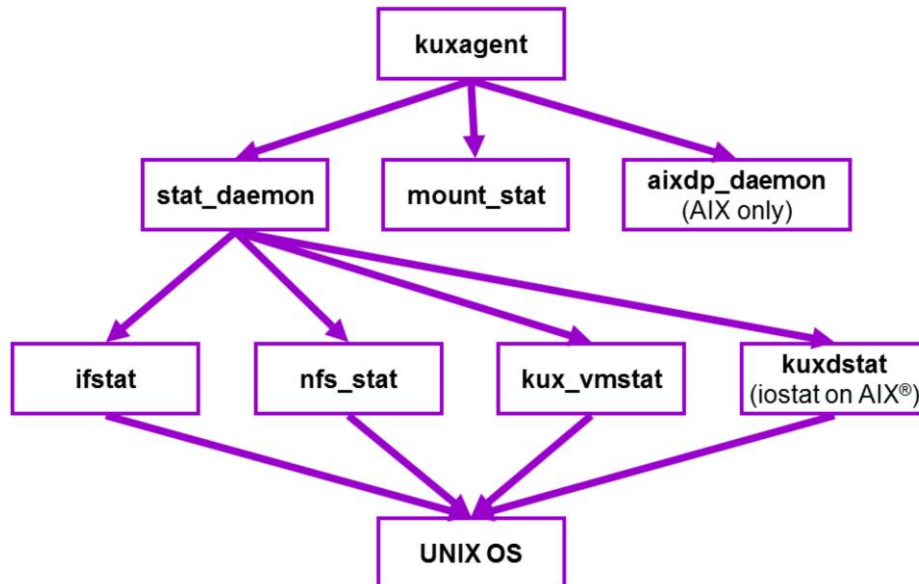 kuxagent
stat_daemon
mount_stat
aixdp_daemon
(AIX only)
ifstat
nfs_stat
kux_vmstat
kuxdstat
(iostat on AIX®)
UNIX OS